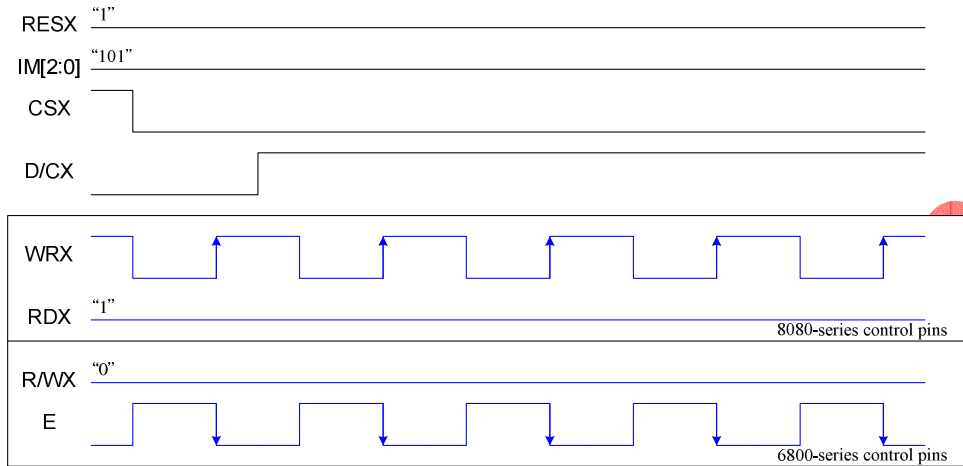 RESX “1”
IM[2:0] “101”
CSX
D/CX
WRX
RDX “1”
8080-series control pins
R/WX “0”
E
6800-series control pins